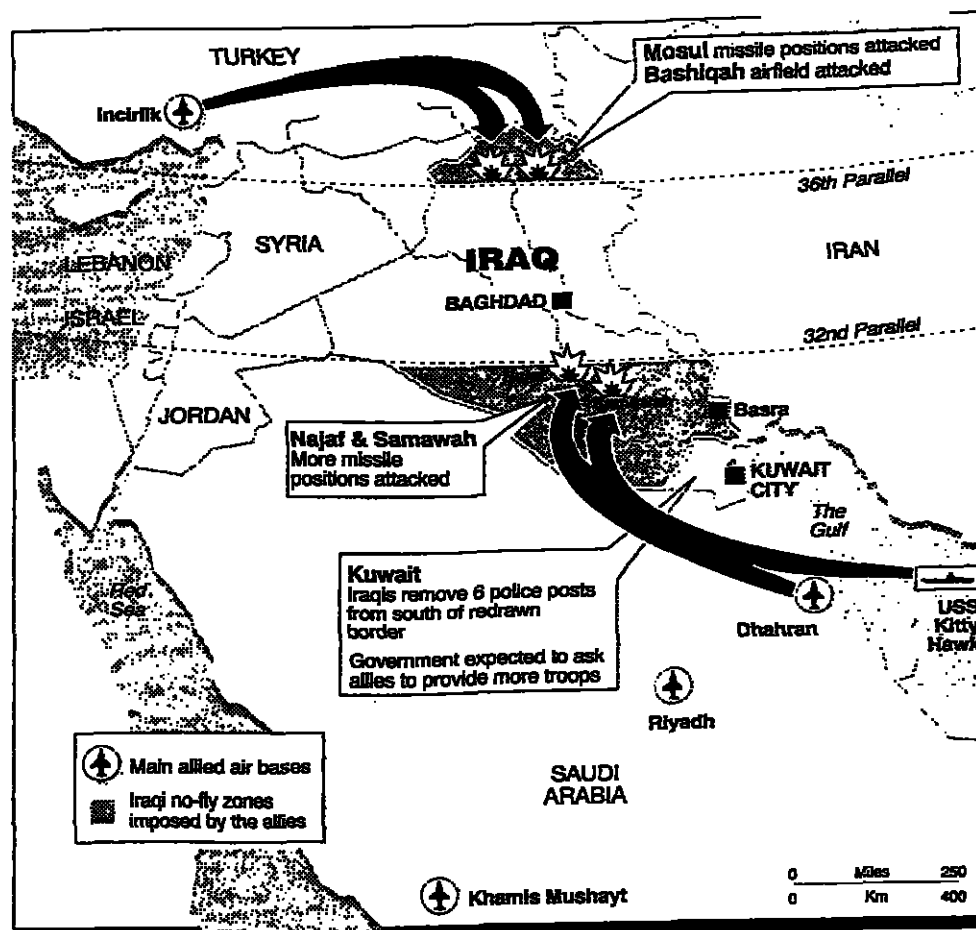 TURKEY
Mosul missile positions attacked
Bashiqah airfield attacked
Incirlik
36th Parallel
SYRIA
IRAQ
IRAN
LEBANON
BAGHDAD
ISRAEL
32nd Parallel
JORDAN
Basra
Najaf & Samawah
More missile
positions attacked
KUWAIT
CITY
The
Gulf
Kuwait
Iraqis remove 6 police posts
from south of redrawn
border
Government expected to ask
allies to provide more troops
Red
Sea
Dhahran
USS
Kitty
Hawk
Riyadh
Main allied air bases
Iraqi no-fly zones
imposed by the allies
SAUDI
ARABIA
Khamis Mushayt
0 Miles 250
0 Km 400